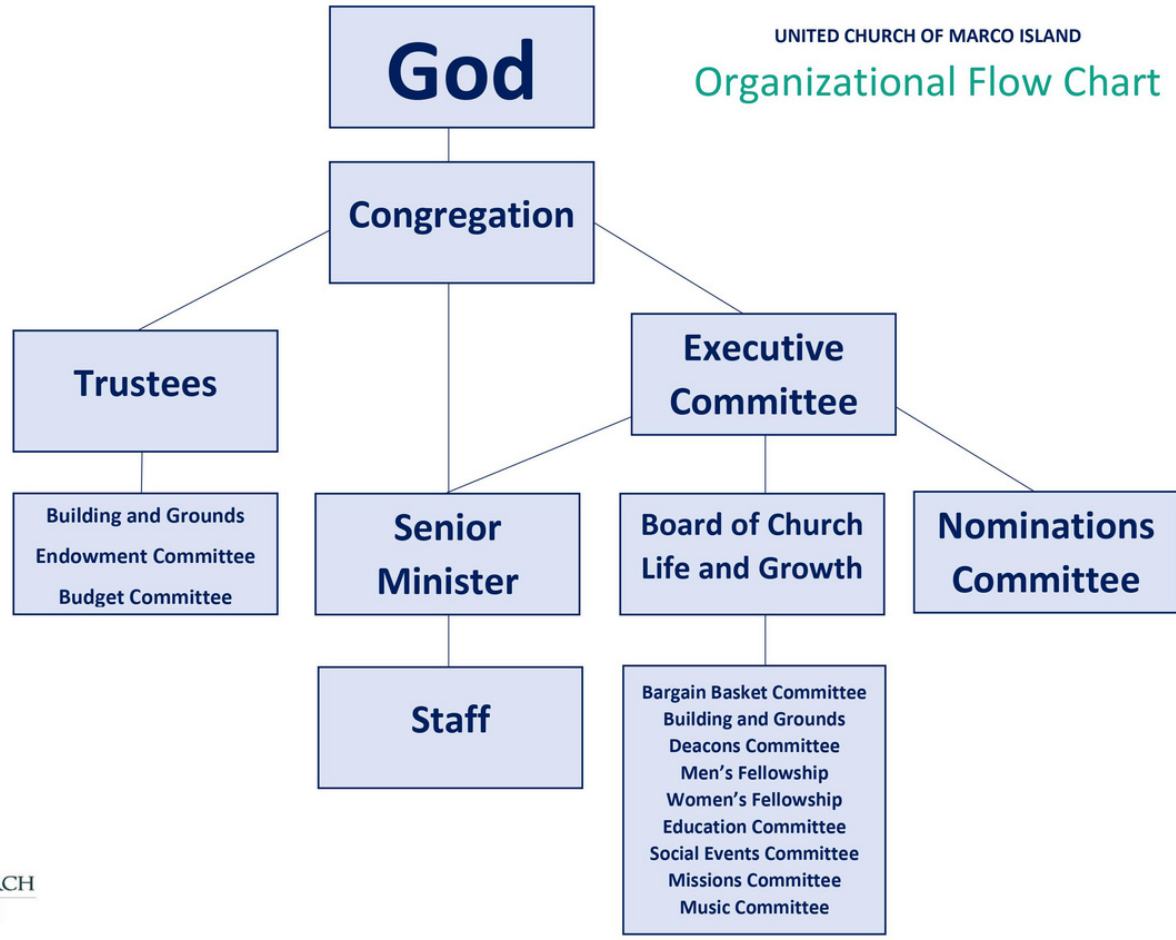 God
UNITED CHURCH OF MARCO ISLAND
Organizational Flow Chart
Congregation
Trustees
Executive
Committee
Building and Grounds
Endowment Committee
Budget Committee
Senior
Minister
Board of Church
Life and Growth
Nominations
Committee
Staff
Bargain Basket Committee
Building and Grounds
Deacons Committee
Men’s Fellowship
Women’s Fellowship
Education Committee
Social Events Committee
Missions Committee
Music Committee